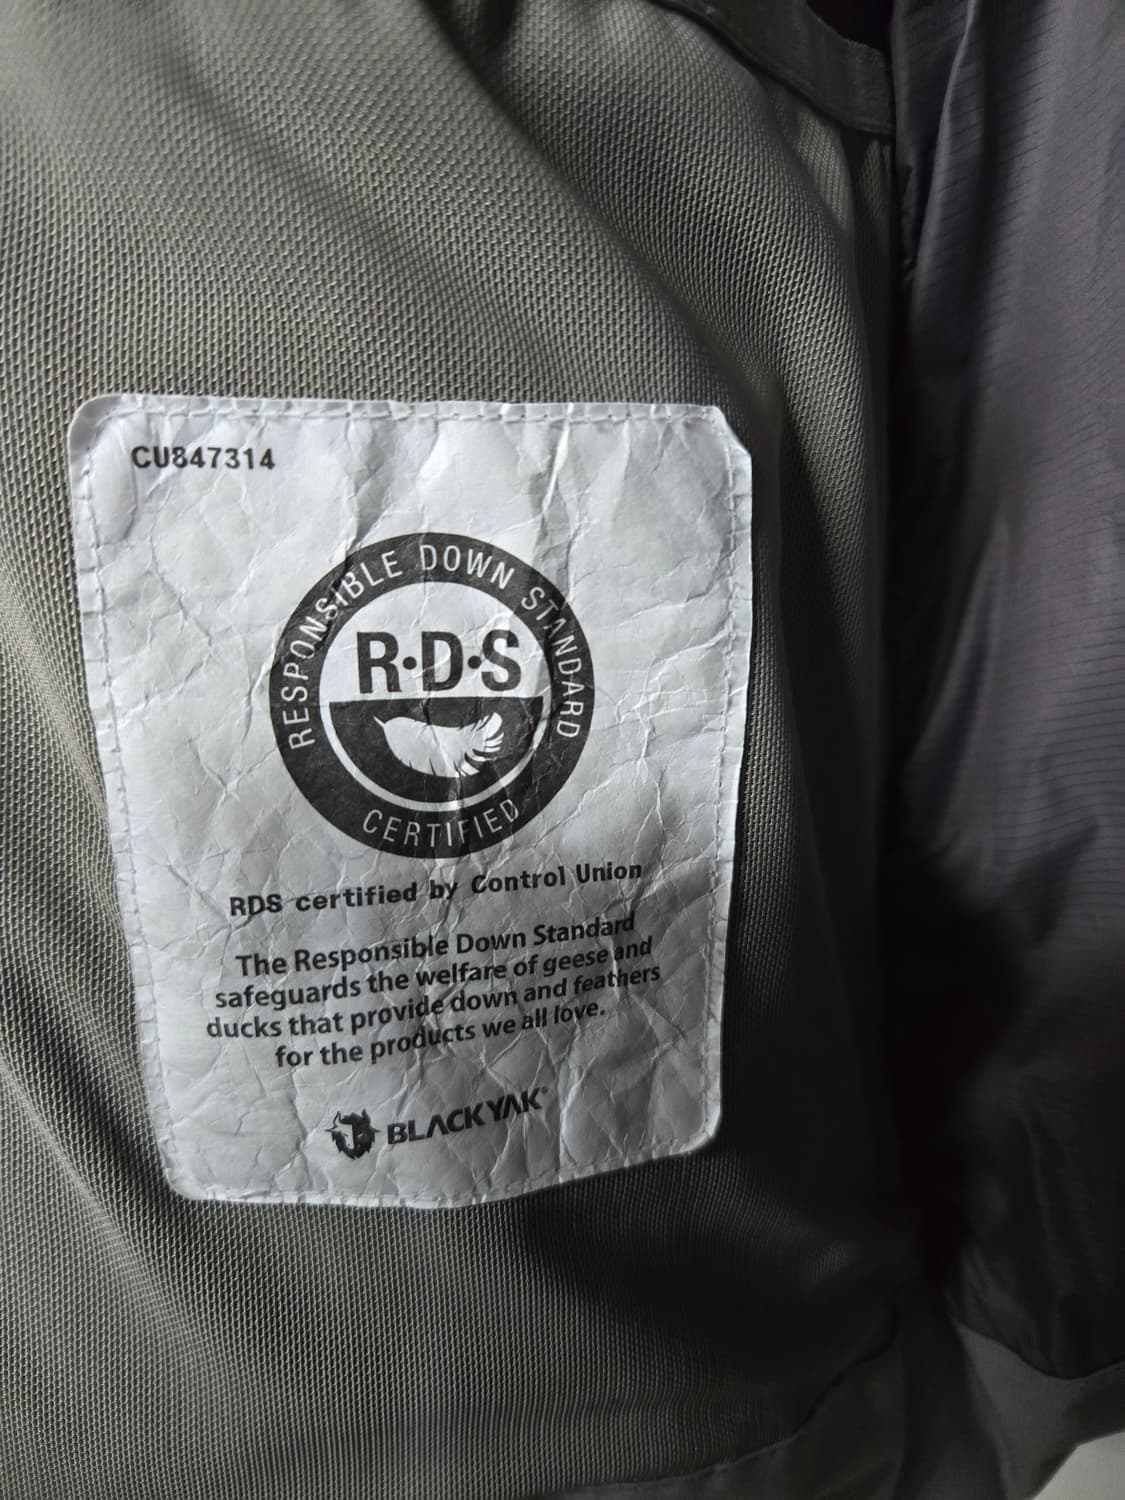 CU847314
RESPONSIBLE DOWN STANDARD
R·D·S
CERTIFIED
RDS certified by Control Union
The Responsible Down Standard
safeguards the welfare of geese and
ducks that provide down and feathers
for the products we all love.
BLACKYAK®